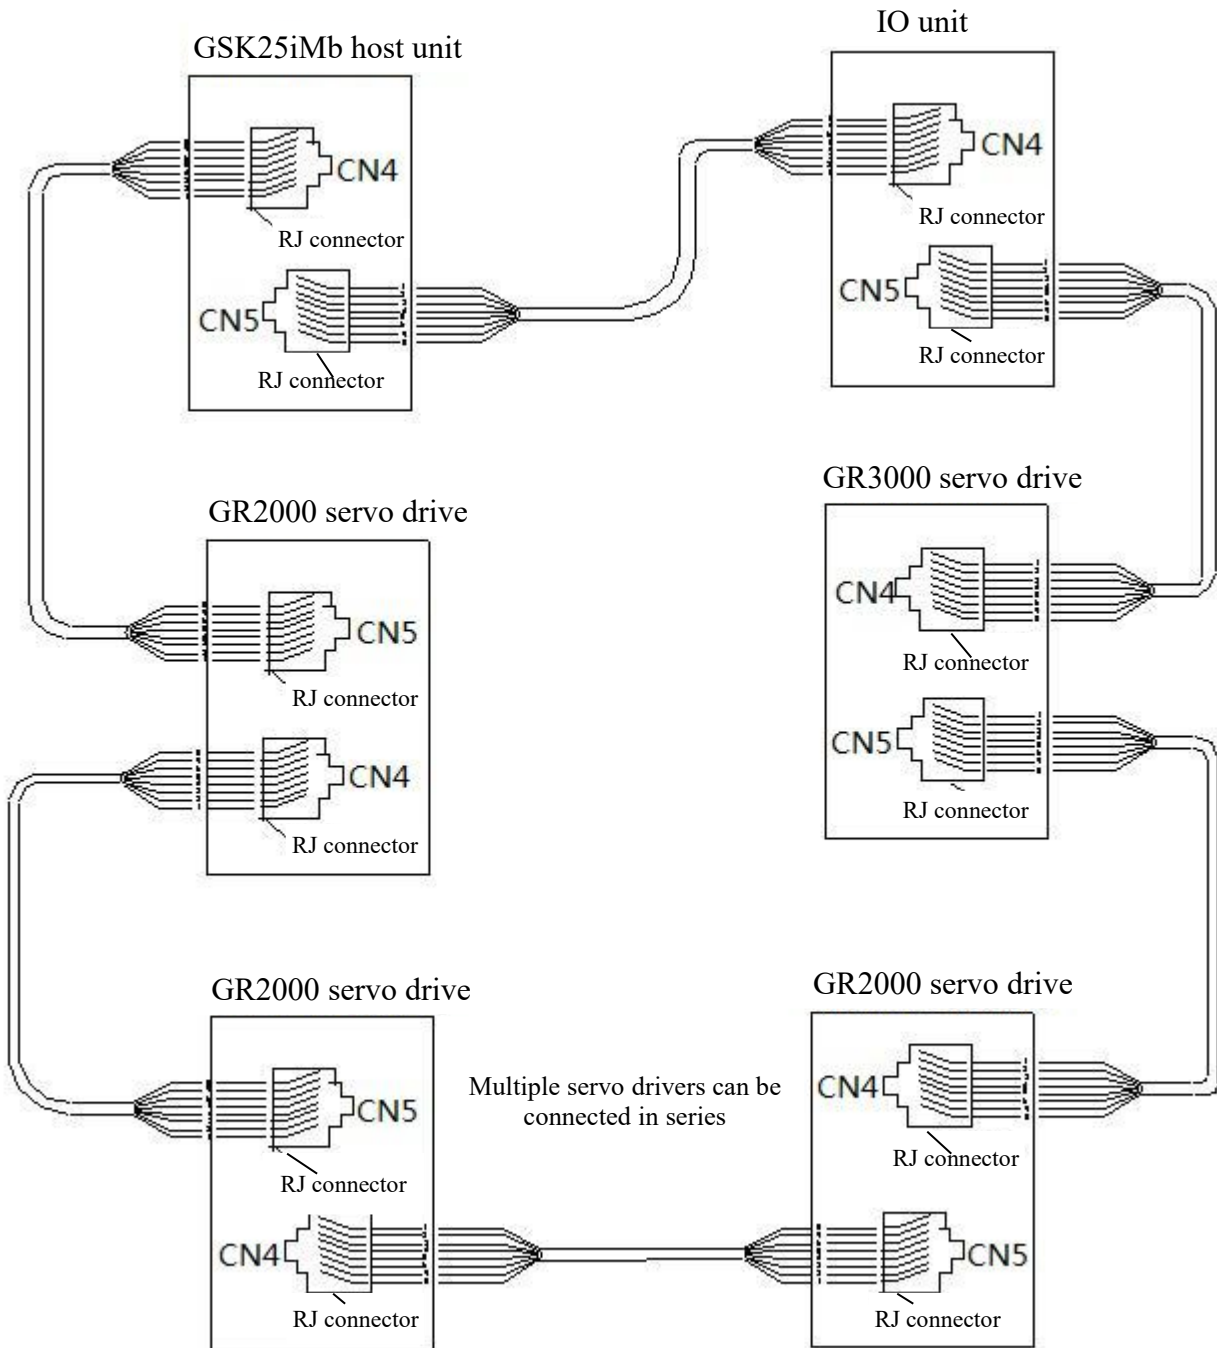 GSK25iMb host unit
CN4
RJ connector
CN5
RJ connector
IO unit
CN4
RJ connector
CN5
RJ connector
GR2000 servo drive
CN5
RJ connector
CN4
RJ connector
GR3000 servo drive
CN4
RJ connector
CN5
RJ connector
GR2000 servo drive
CN5
RJ connector
CN4
RJ connector
Multiple servo drivers can be
connected in series
GR2000 servo drive
CN4
RJ connector
CN5
RJ connector